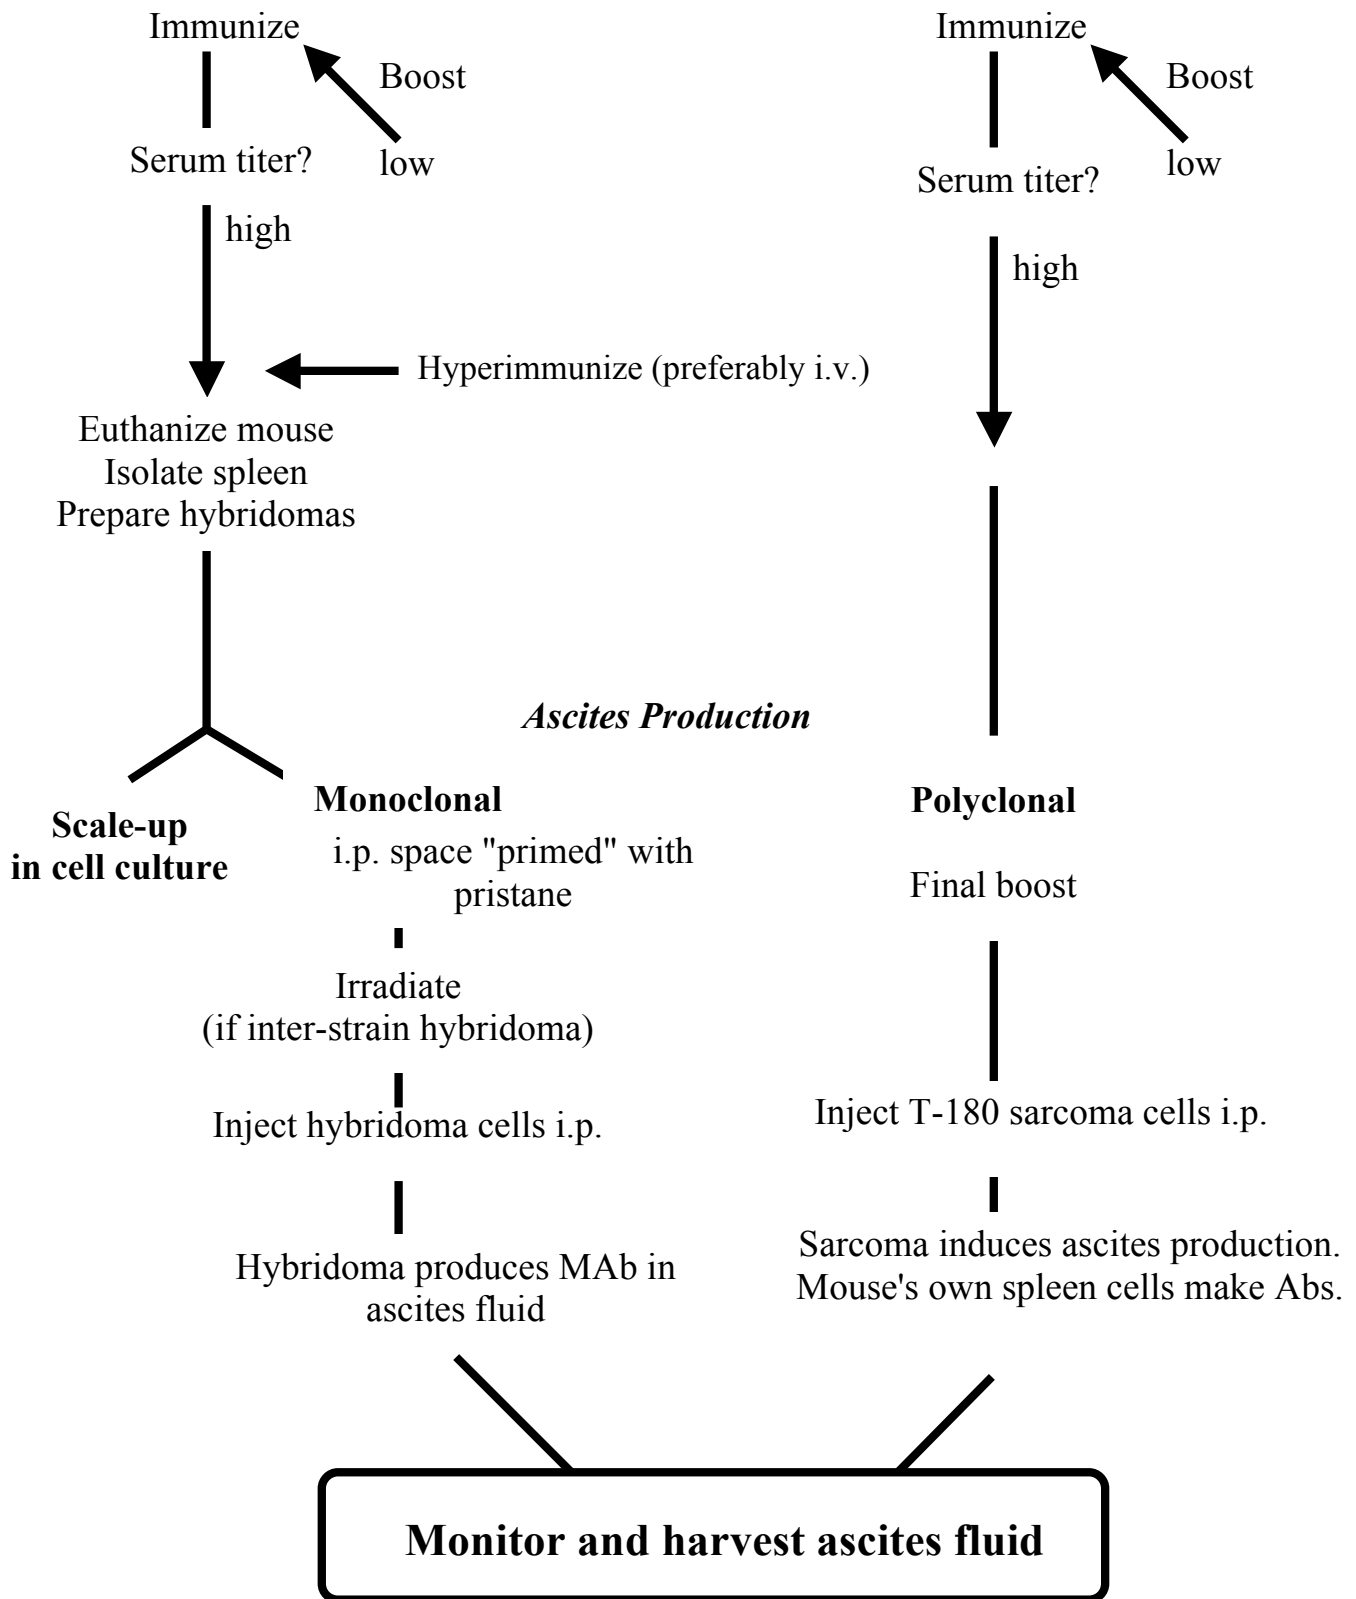 Immunize
Boost
Serum titer?
low
high
Hyperimmunize (preferably i.v.)
Euthanize mouse
Isolate spleen
Prepare hybridomas
Immunize
Boost
low
Serum titer?
high
Ascites Production
Scale-up
in cell culture
Monoclonal
i.p. space "primed" with
pristane
Irradiate
(if inter-strain hybridoma)
Inject hybridoma cells i.p.
Hybridoma produces MAb in
ascites fluid
Polyclonal
Final boost
Inject T-180 sarcoma cells i.p.
Sarcoma induces ascites production.
Mouse's own spleen cells make Abs.
Monitor and harvest ascites fluid